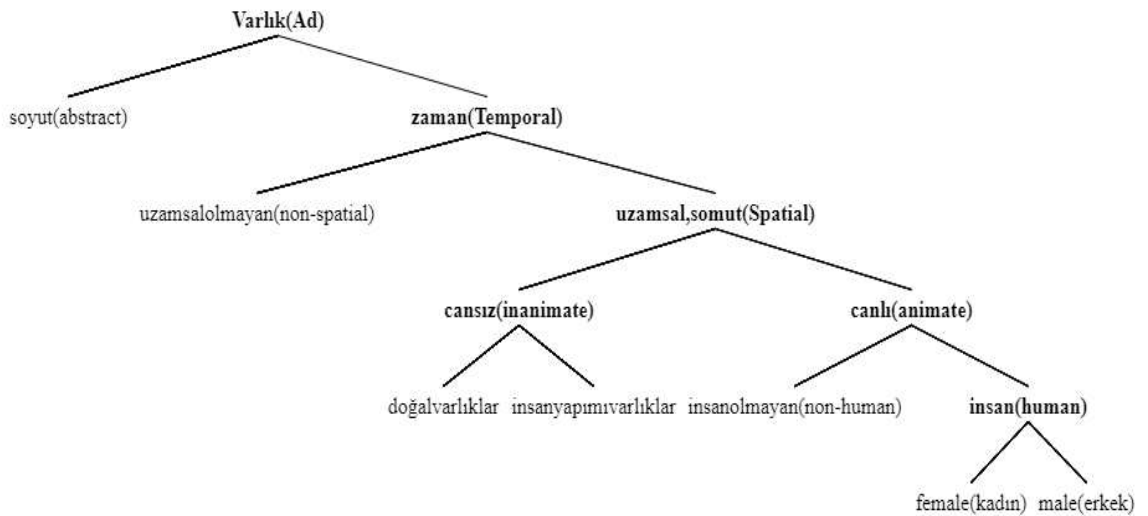 Varlık(Ad)
soyut(abstract)
zaman(Temporal)
uzamsalolmayan(non-spatial)
uzamsal,somut(Spatial)
cansız(inanimate)
canlı(animate)
doğalvarlıklar
insanyapımıvarlıklar
insanolmayan(non-human)
insan(human)
female(kadın)
male(erkek)